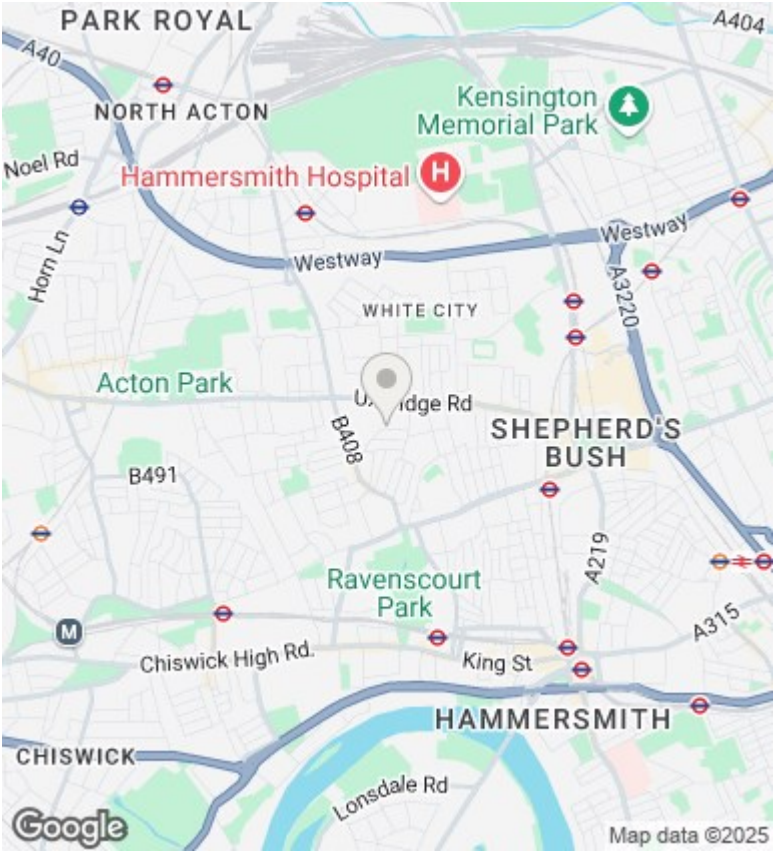 PARK ROYAL
A404
A40
NORTH ACTON
Kensington
Memorial Park
Noel Rd
Hammersmith Hospital
H
Horn Ln
Westway
Westway
A3220
WHITE CITY
Acton Park
Uxbridge Rd
B408
SHEPHERD'S
BUSH
B491
A219
Ravenscourt
Park
M
A315
Chiswick High Rd.
King St
HAMMERSMITH
CHISWICK
Lonsdale Rd
Google
Map data ©2025